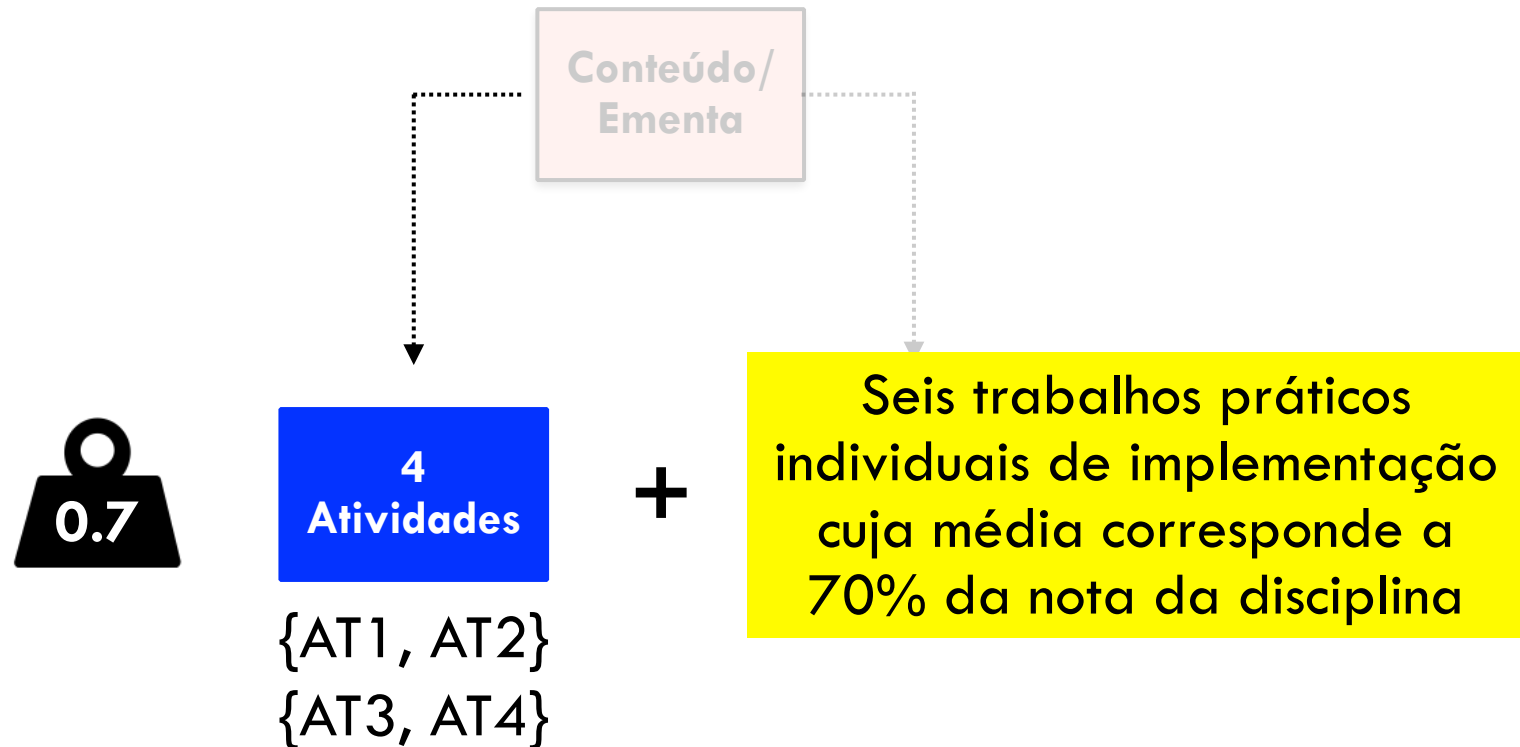 Conteúdo/
Ementa
0.7
4
Atividades
+
Seis trabalhos práticos
individuais de implementação
cuja média corresponde a
70% da nota da disciplina
{AT1, AT2}
{AT3, AT4}